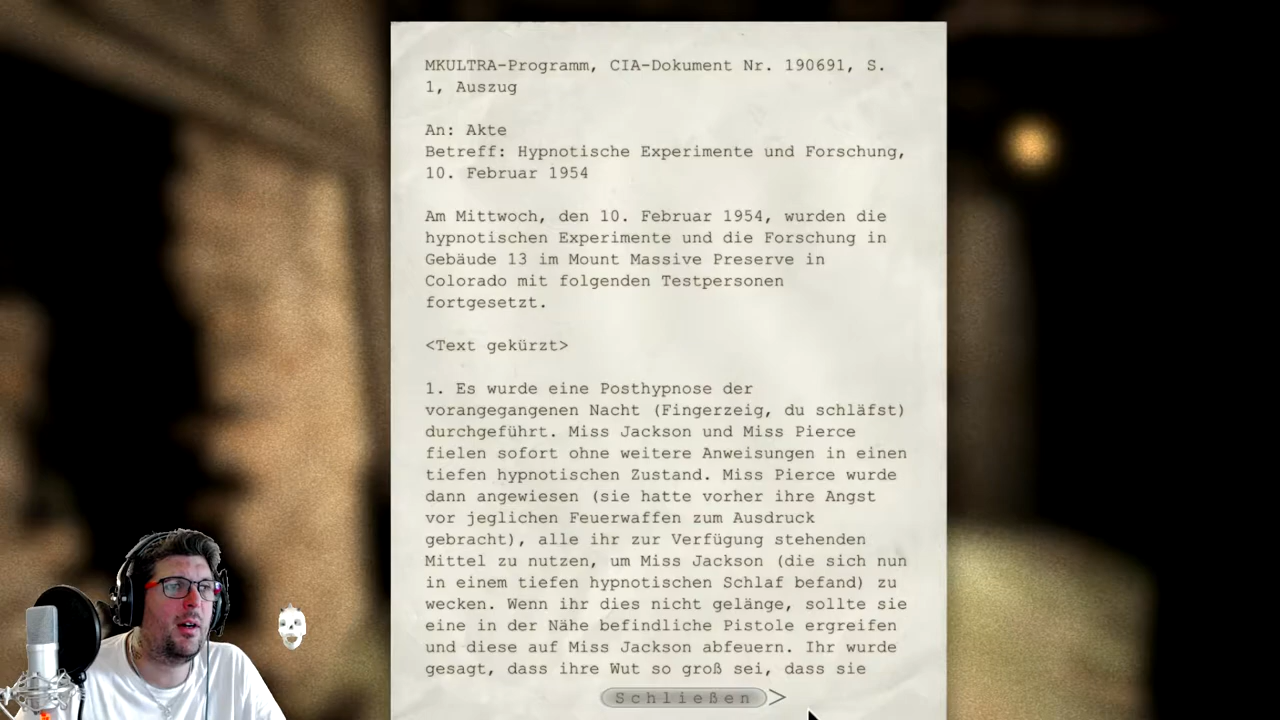 MKULTRA-Programm, CIA-Dokument Nr. 190691, S.
1, Auszug
An: Akte
Betreff: Hypnotische Experimente und Forschung,
10. Februar 1954
Am Mittwoch, den 10. Februar 1954, wurden die
hypnotischen Experimente und die Forschung in
Gebäude 13 im Mount Massive Preserve in
Colorado mit folgenden Testpersonen
fortgesetzt.
<Text gekürzt>
1. Es wurde eine Posthypnose der
vorangegangenen Nacht (Fingerzeig, du schläfst)
durchgeführt. Miss Jackson und Miss Pierce
fielen sofort ohne weitere Anweisungen in einen
tiefen hypnotischen Zustand. Miss Pierce wurde
dann angewiesen (sie hatte vorher ihre Angst
vor jeglichen Feuerwaffen zum Ausdruck
gebracht), alle ihr zur Verfügung stehenden
Mittel zu nutzen, um Miss Jackson (die sich nun
in einem tiefen hypnotischen Schlaf befand) zu
wecken. Wenn ihr dies nicht gelänge, sollte sie
eine in der Nähe befindliche Pistole ergreifen
und diese auf Miss Jackson abfeuern. Ihr wurde
gesagt, dass ihre Wut so groß sei, dass sie
Schließen >